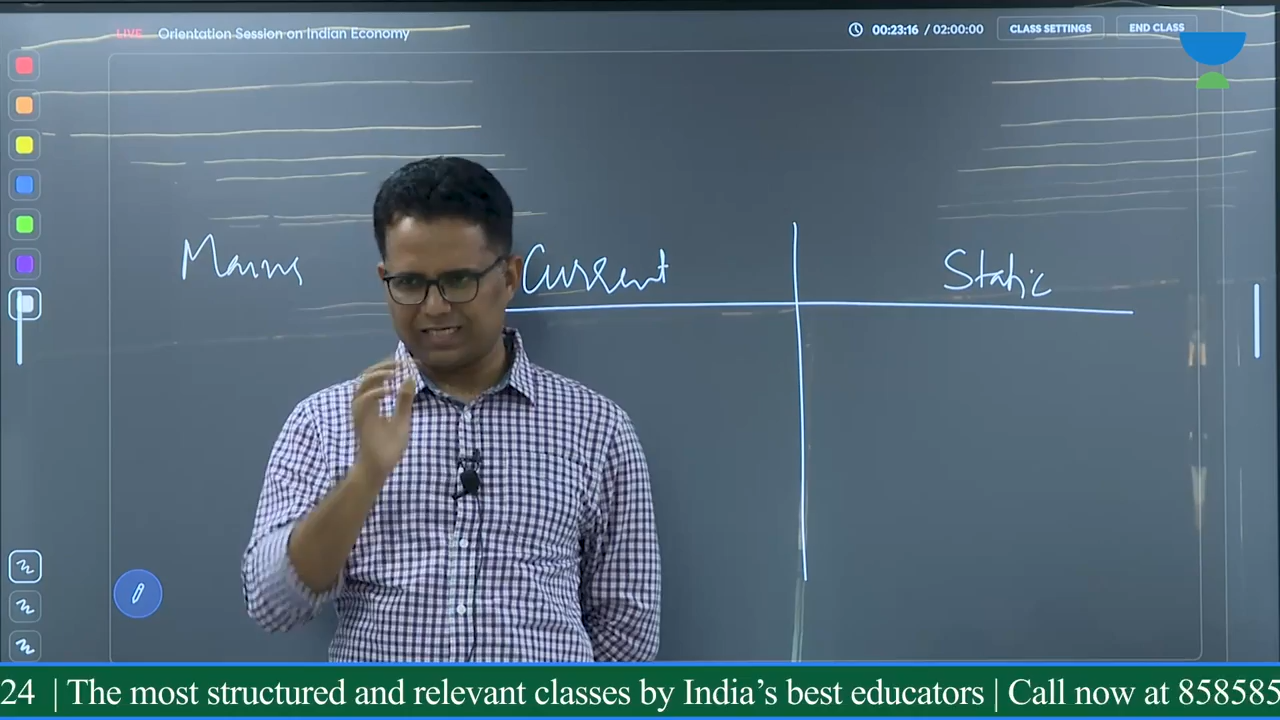 LIVE Orientation Session on Indian Economy 00:23:16 / 02:00:00 CLASS SETTINGS END CLASS
Mains Current Static
24 | The most structured and relevant classes by India’s best educators | Call now at 858585